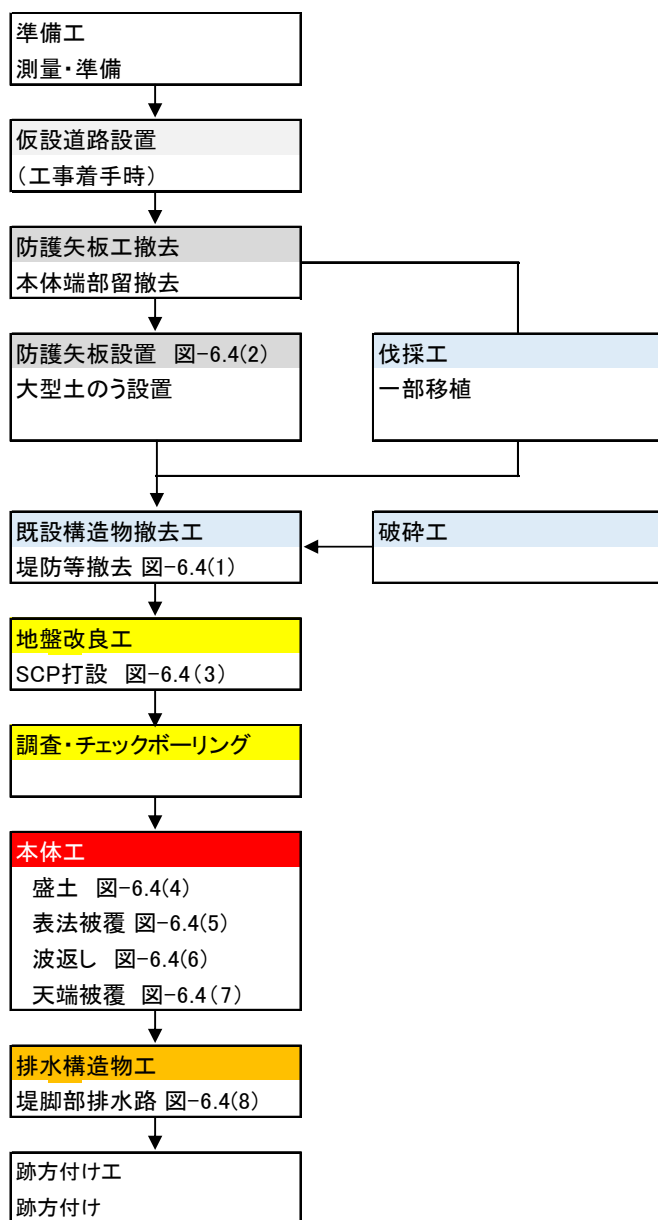 準備工
測量・準備
仮設道路設置
（工事着手時）
防護矢板工撤去
本体端部留撤去
防護矢板設置 図-6.4(2)
大型土のう設置
伐採工
一部移植
既設構造物撤去工
堤防等撤去 図-6.4(1)
破砕工
地盤改良工
SCP打設 図-6.4（3）
調査・チェックボーリング
本体工
盛土 図-6.4(4)
表法被覆 図-6.4(5)
波返し 図-6.4(6)
天端被覆 図-6.4（7）
排水構造物工
堤脚部排水路 図-6.4(8)
跡方付け工
跡方付け